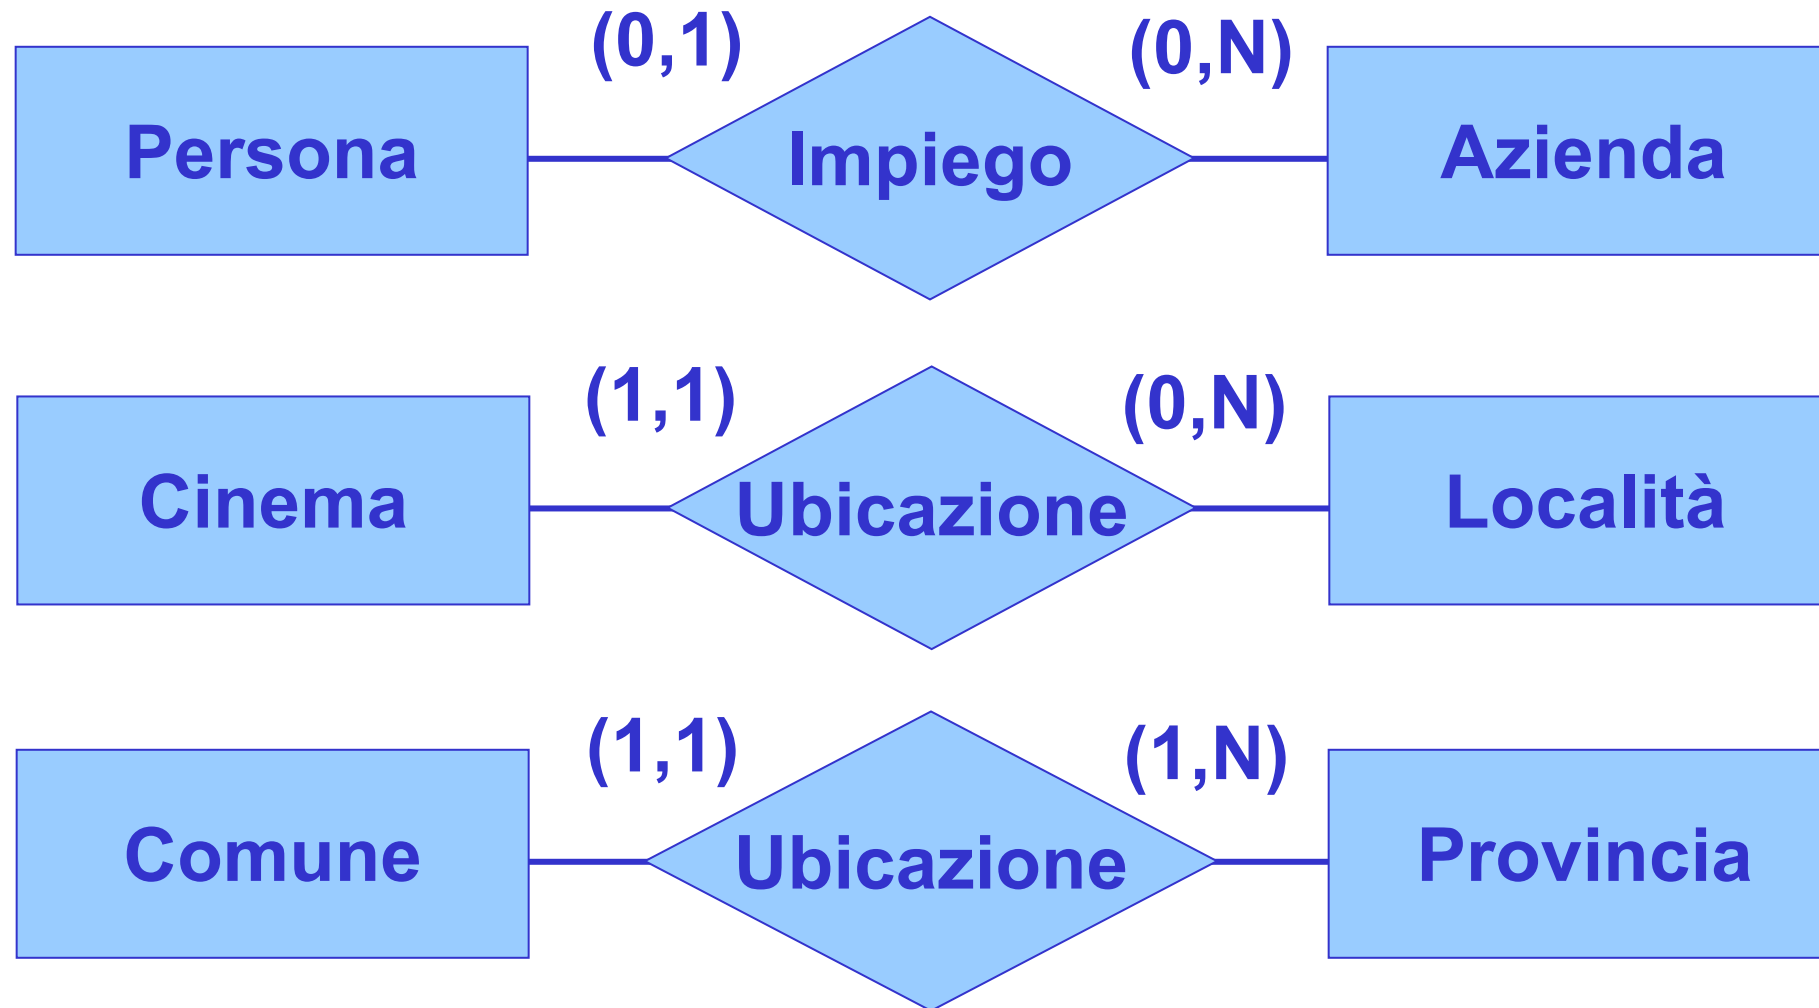 (0,1) (0,N)
Persona Impiego Azienda
(1,1) (0,N)
Cinema Ubicazione Località
(1,1) (1,N)
Comune Ubicazione Provincia